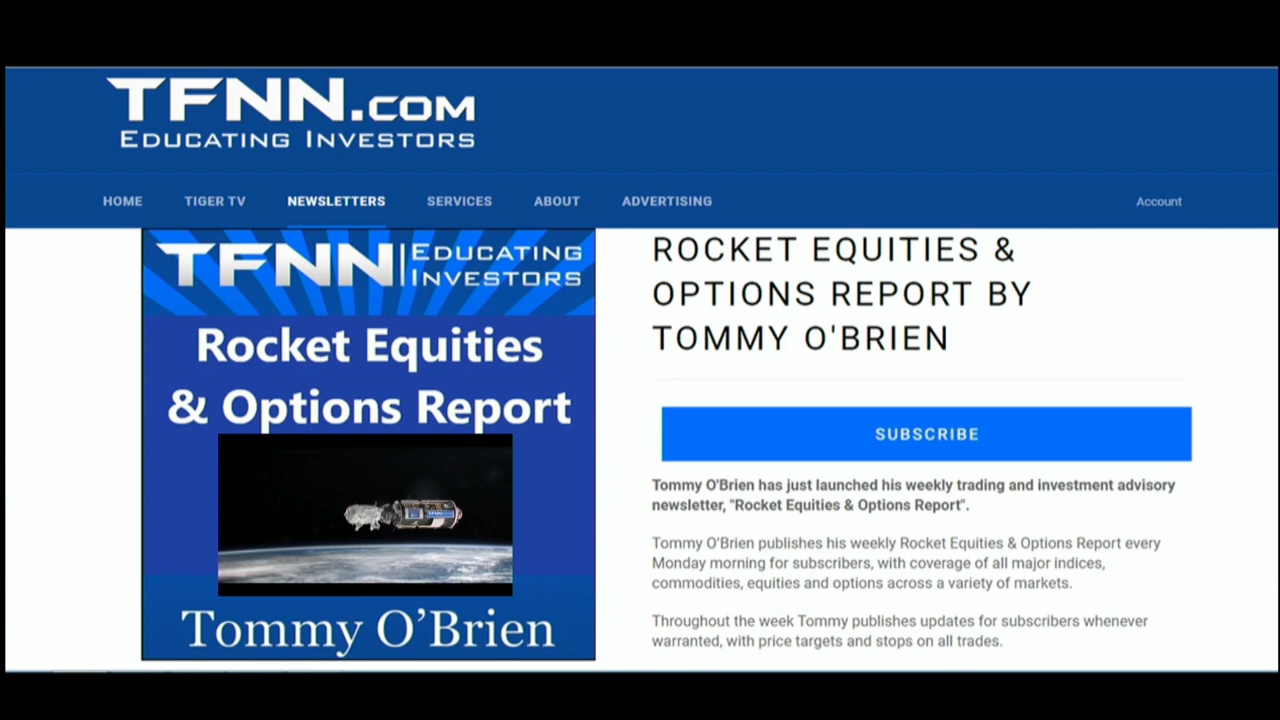 TFNN.COM
EDUCATING INVESTORS
HOME TIGER TV NEWSLETTERS SERVICES ABOUT ADVERTISING Account
TFNN EDUCATING INVESTORS
Rocket Equities
& Options Report
Tommy O’Brien
ROCKET EQUITIES &
OPTIONS REPORT BY
TOMMY O'BRIEN
SUBSCRIBE
Tommy O'Brien has just launched his weekly trading and investment advisory
newsletter, "Rocket Equities & Options Report".
Tommy O'Brien publishes his weekly Rocket Equities & Options Report every
Monday morning for subscribers, with coverage of all major indices,
commodities, equities and options across a variety of markets.
Throughout the week Tommy publishes updates for subscribers whenever
warranted, with price targets and stops on all trades.